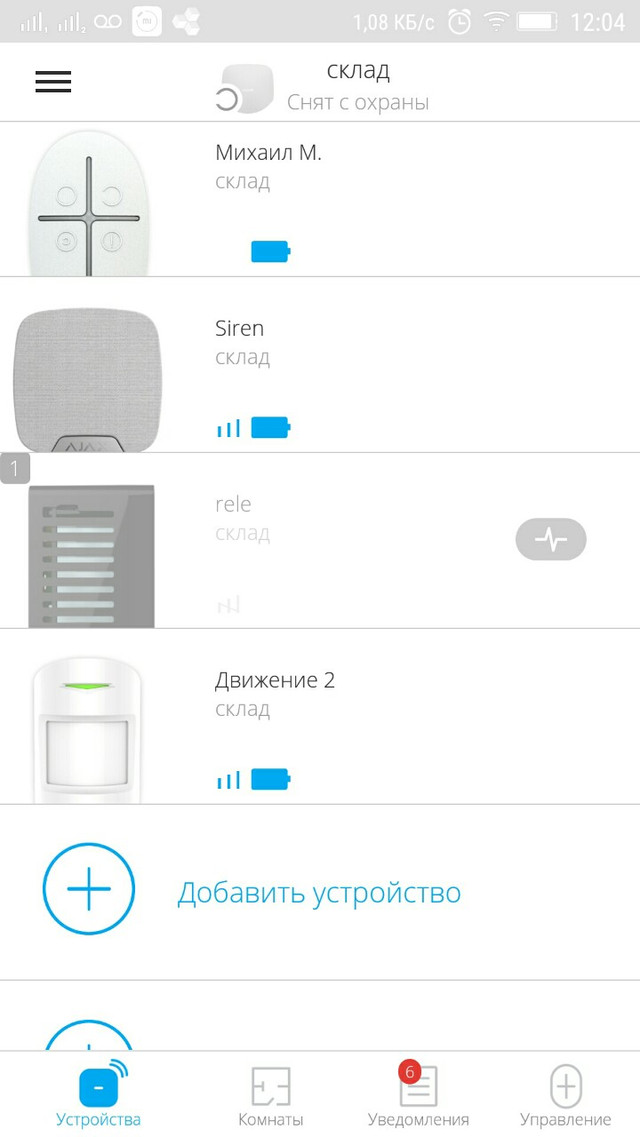 1,08 КБ/с
12:04
склад
Снят с охраны
Михаил М.
склад
Siren
склад
AJAX
1
rele
склад
Движение 2
склад
Добавить устройство
6
Устройства
Комнаты
Уведомления
Управление